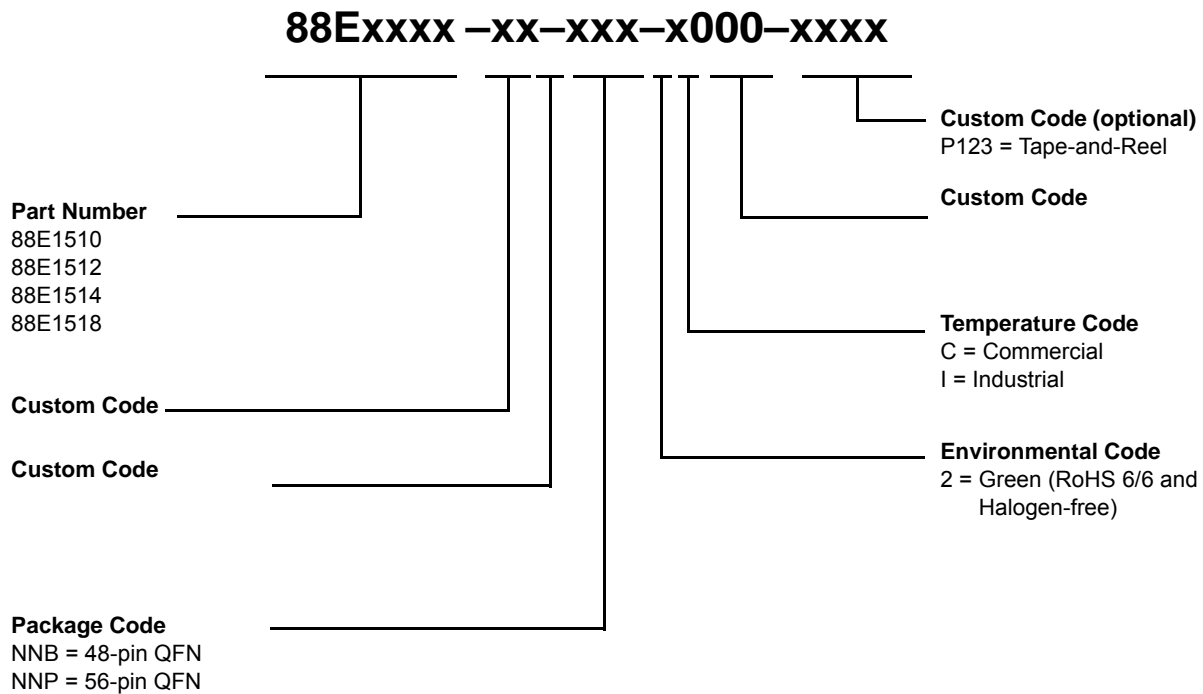 88Exxxx –xx–xxx–x000–xxxx
Custom Code (optional)
P123 = Tape-and-Reel
Custom Code
Part Number
88E1510
88E1512
88E1514
88E1518
Temperature Code
C = Commercial
I = Industrial
Custom Code
Custom Code
Environmental Code
2 = Green (RoHS 6/6 and
Halogen-free)
Package Code
NNB = 48-pin QFN
NNP = 56-pin QFN